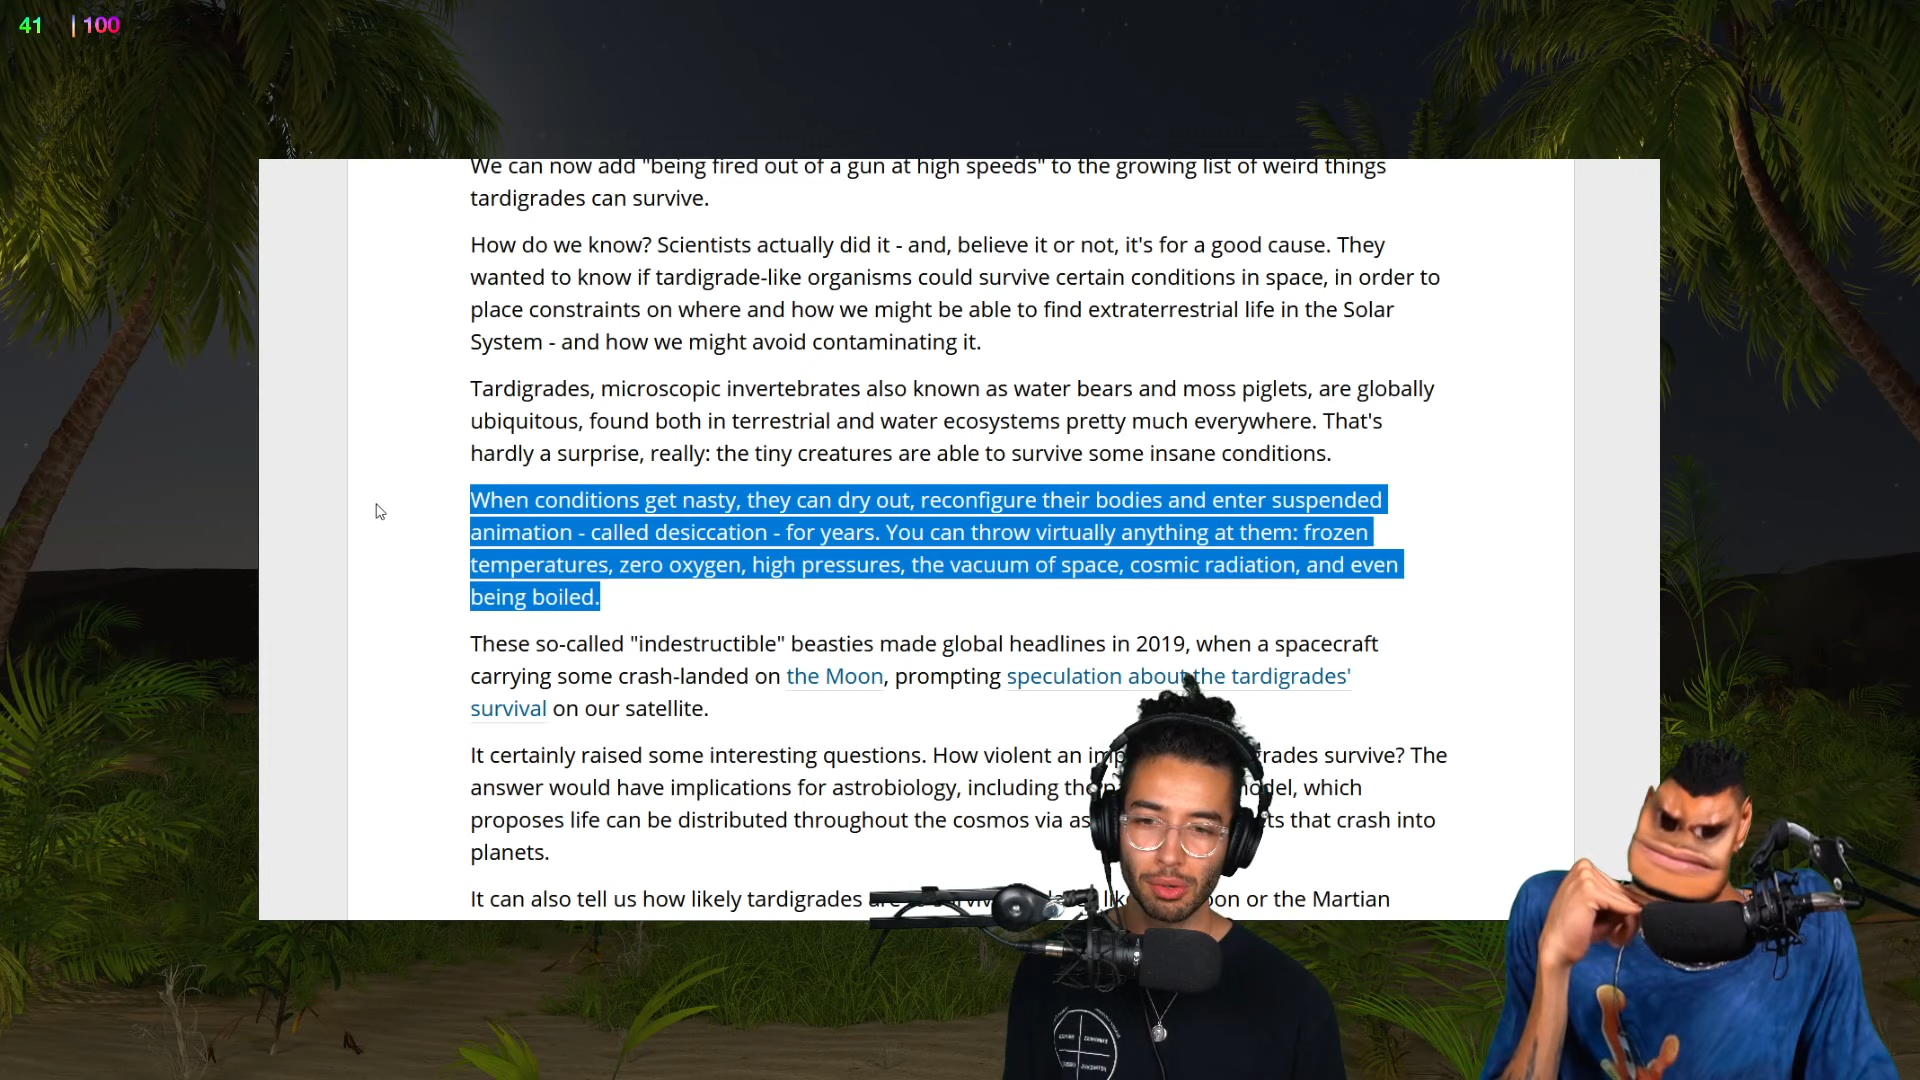 41 | 100
We can now add "being fired out of a gun at high speeds" to the growing list of weird things
tardigrades can survive.
How do we know? Scientists actually did it - and, believe it or not, it's for a good cause. They
wanted to know if tardigrade-like organisms could survive certain conditions in space, in order to
place constraints on where and how we might be able to find extraterrestrial life in the Solar
System - and how we might avoid contaminating it.
Tardigrades, microscopic invertebrates also known as water bears and moss piglets, are globally
ubiquitous, found both in terrestrial and water ecosystems pretty much everywhere. That's
hardly a surprise, really: the tiny creatures are able to survive some insane conditions.
When conditions get nasty, they can dry out, reconfigure their bodies and enter suspended
animation - called desiccation - for years. You can throw virtually anything at them: frozen
temperatures, zero oxygen, high pressures, the vacuum of space, cosmic radiation, and even
being boiled.
These so-called "indestructible" beasties made global headlines in 2019, when a spacecraft
carrying some crash-landed on the Moon, prompting speculation about the tardigrades'
survival on our satellite.
It certainly raised some interesting questions. How violent an survive? The
answer would have implications for astrobiology, including the which
proposes life can be distributed throughout the cosmos via that crash into
planets.
It can also tell us how likely tardigrades or the Martian